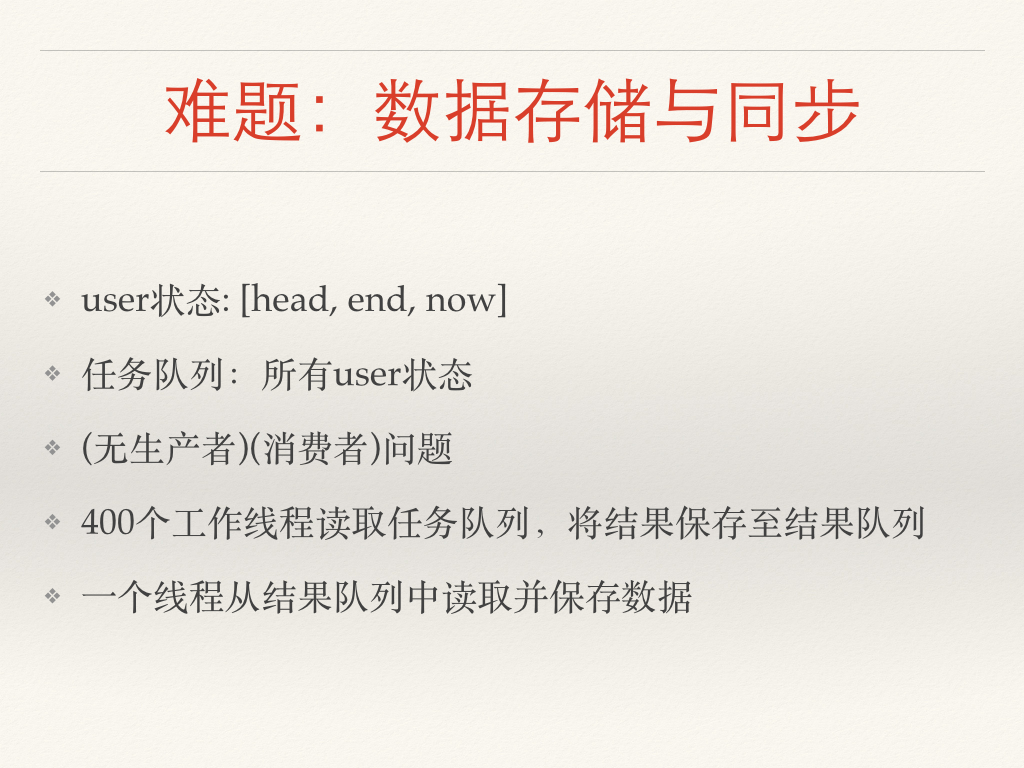 难题：数据存储与同步
user状态: [head, end, now]
任务队列：所有user状态
(无生产者)(消费者)问题
400个工作线程读取任务队列，将结果保存至结果队列
一个线程从结果队列中读取并保存数据